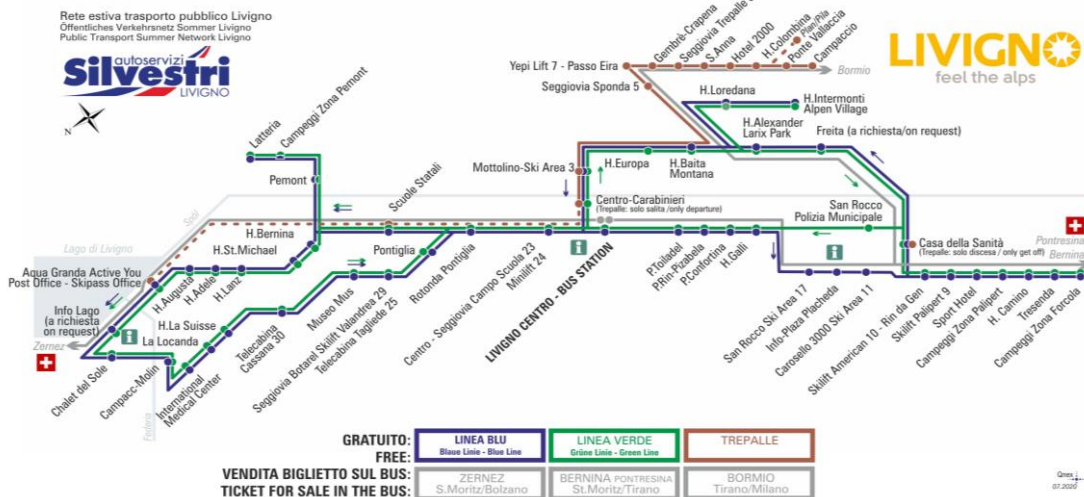 Rete estiva trasporto pubblico Livigno
Öffentliches Verkehrsnetz Sommer Livigno
Public Transport Summer Network Livigno
autoservizi
Silvestri
LIVIGNO
N
LIVIGNO
feel the alps
Gembrè-Crapena
Seggiovia Trepalle
S.Anna
Hotel 2000
H.Colombina
Plan/Pila
Ponte Vallaccia
Campaccio
Yepi Lift 7 - Passo Eira
Bormio
Seggiovia Sponda 5
H.Loredana
H.Intermonti
Alpen Village
H.Alexander
Larix Park
Freita (a richiesta/on request)
Latteria
Campeggi Zona Pemont
Pemont
Mottolino-Ski Area 3
H.Europa
H.Baita
Montana
Scuole Statali
Centro-Carabinieri
(Trepalle: solo salita /only departure)
San Rocco
Polizia Municipale
Spöl
Lago di Livigno
H.Bernina
H.St.Michael
Pontiglia
Casa della Sanità
(Trepalle: solo discesa / only get off)
Pontresina
Bernina
Aqua Granda Active You
Post Office - Skipass Office
H.Augusta
H.Adele
H.Lanz
Info Lago
(a richiesta
on request)
Zernez
H.La Suisse
La Locanda
Chalet del Sole
Campacc-Molin
Federia
International
Medical Center
Telecabina
Cassana 30
Museo Mus
Seggiovia Botarel Skilift Valandrea 29
Telecabina Tagliede 25
Rotonda Pontiglia
Centro - Seggiovia Campo Scuola 23
Minilift 24
LIVIGNO CENTRO - BUS STATION
P.Toiladel
P.Rin-Pizabela
P.Confortina
H.Galli
San Rocco Ski Area 17
Info-Plaza Placheda
Carosello 3000 Ski Area 11
Skilift American 10 - Rin da Gen
Skilift Palipert 9
Sport Hotel
Campeggi Zona Palipert
H. Camino
Tresenda
Campeggi Zona Forcola
GRATUITO:
FREE:
LINEA BLU
Blaue Linie - Blue Line
LINEA VERDE
Grüne Linie - Green Line
TREPALLE
VENDITA BIGLIETTO SUL BUS:
TICKET FOR SALE IN THE BUS:
ZERNEZ
S.Moritz/Bolzano
BERNINA PONTRESINA
St.Moritz/Tirano
BORMIO
Tirano/Milano
07.2020